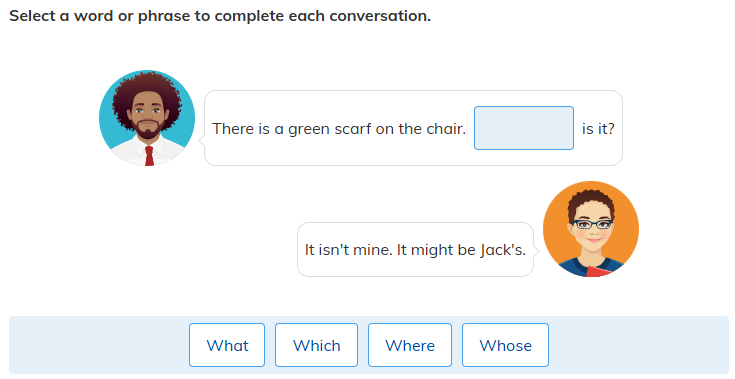 Select a word or phrase to complete each conversation.
There is a green scarf on the chair. is it?
It isn't mine. It might be Jack's.
What Which Where Whose